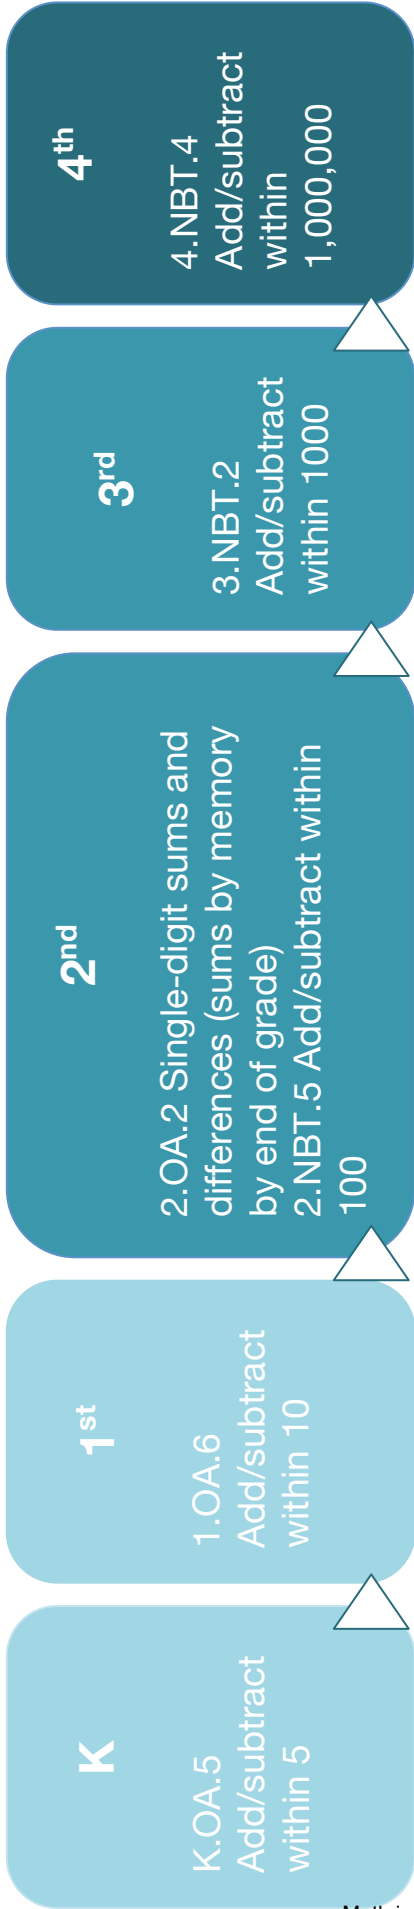 K
K.OA.5
Add/subtract
within 5
1st
1.OA.6
Add/subtract
within 10
2nd
2.OA.2 Single-digit sums and
differences (sums by memory
by end of grade)
2.NBT.5 Add/subtract within
100
3rd
3.NBT.2
Add/subtract
within 1000
4th
4.NBT.4
Add/subtract
within
1,000,000